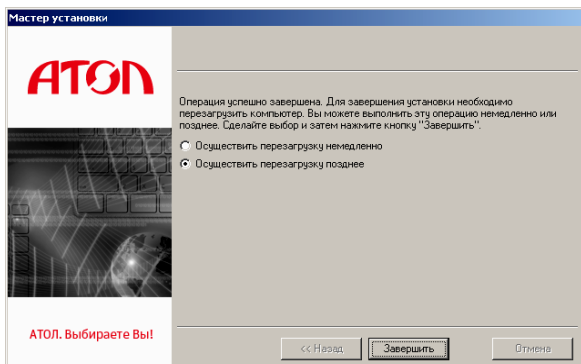 Мастер установки
АТОЛ
Операция успешно завершена. Для завершения установки необходимо
перезагрузить компьютер. Вы можете выполнить эту операцию немедленно или
позднее. Сделайте выбор и затем нажмите кнопку "Завершить".
Осуществить перезагрузку немедленно
Осуществить перезагрузку позднее
АТОЛ. Выбираете Вы!
<< Назад
Завершить
Отмена